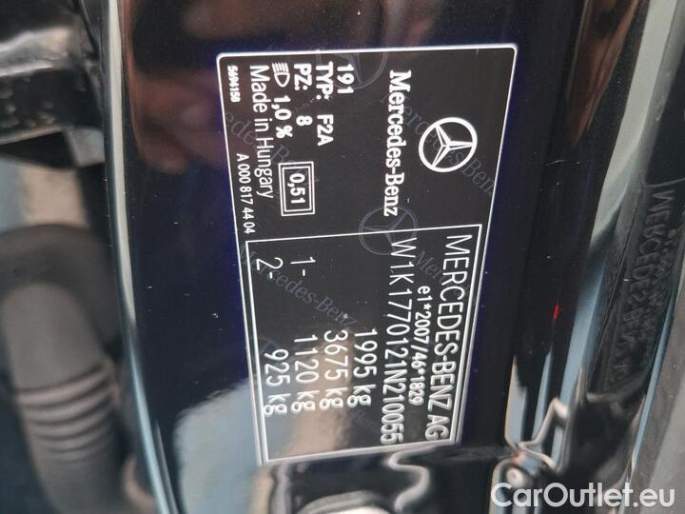 Mercedes-Benz
191
TYP: F2A
PZ: 8
1,0 %
0,51
Made in Hungary
5694150
A 000 817 44 04
MERCEDES-BENZ AG
e1*2007/46*1829
W1K1770121N210055
1995 kg
3675 kg
1- 1120 kg
2- 925 kg
CarOutlet.eu